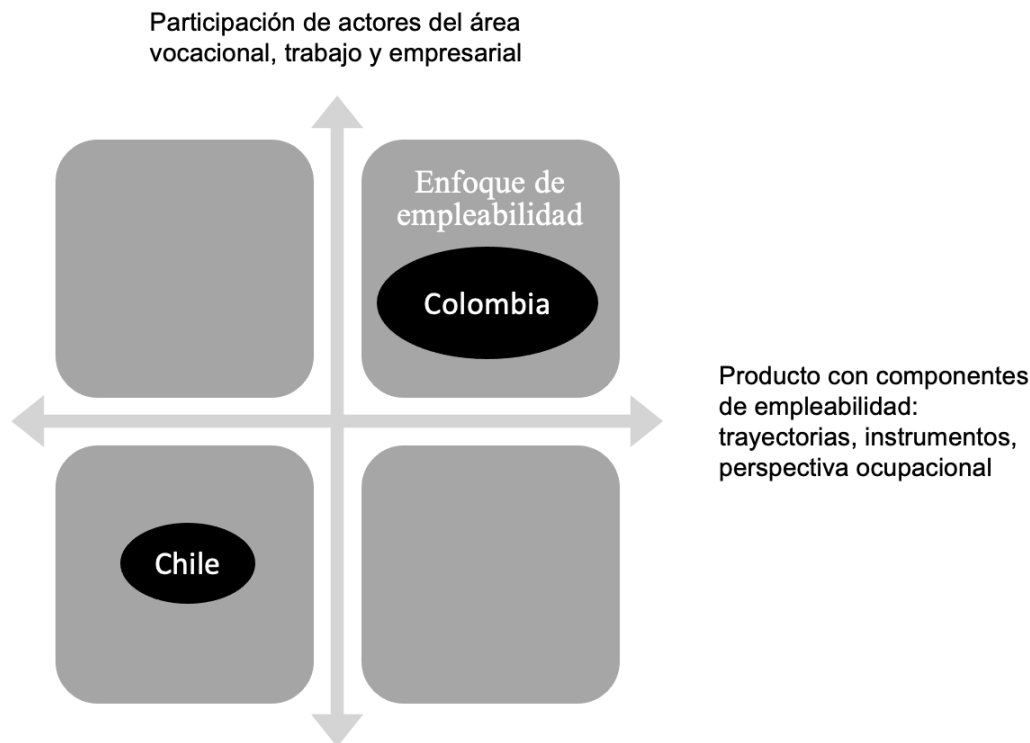 Participación de actores del área
vocacional, trabajo y empresarial
Enfoque de
empleabilidad
Colombia
Producto con componentes
de empleabilidad:
trayectorias, instrumentos,
perspectiva ocupacional
Chile